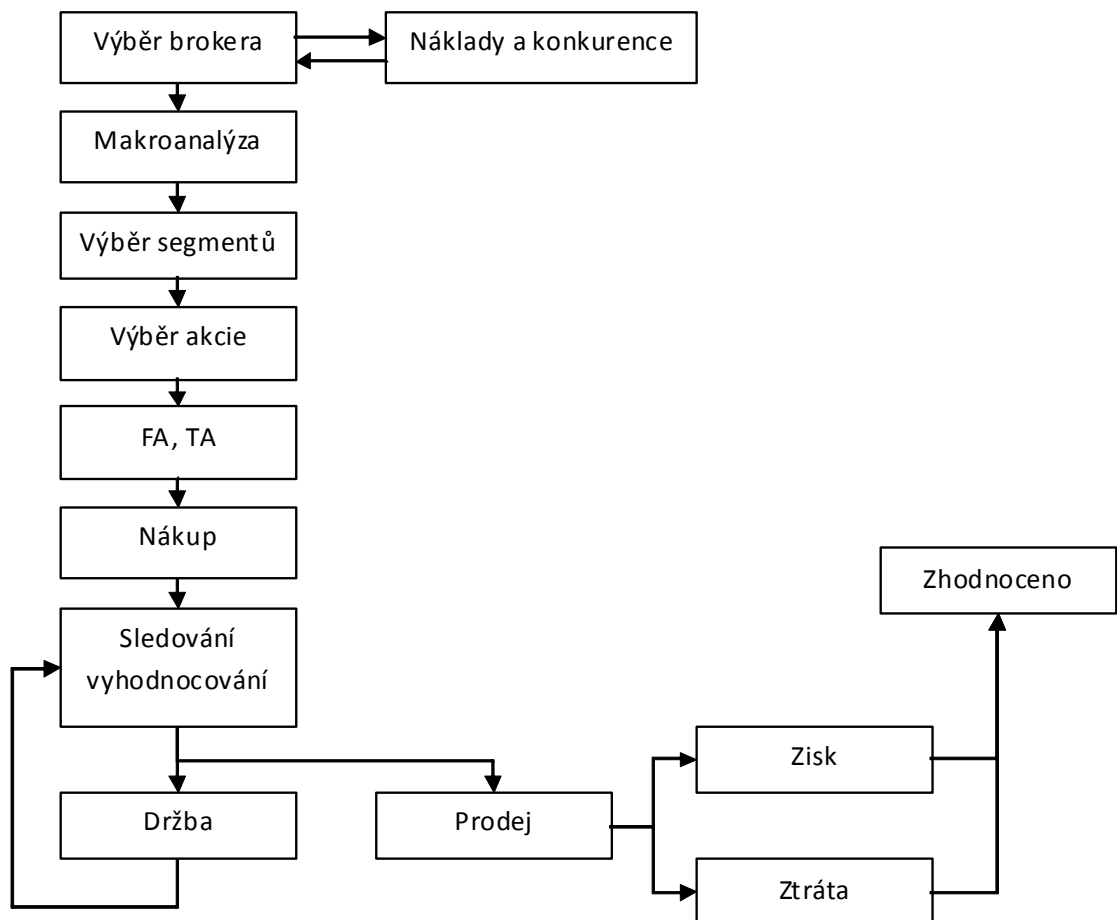 Výběr brokera
Náklady a konkurence
Makroanalýza
Výběr segmentů
Výběr akcie
FA, TA
Nákup
Zhodnoceno
Sledování
vyhodnocování
Zisk
Držba
Prodej
Ztráta